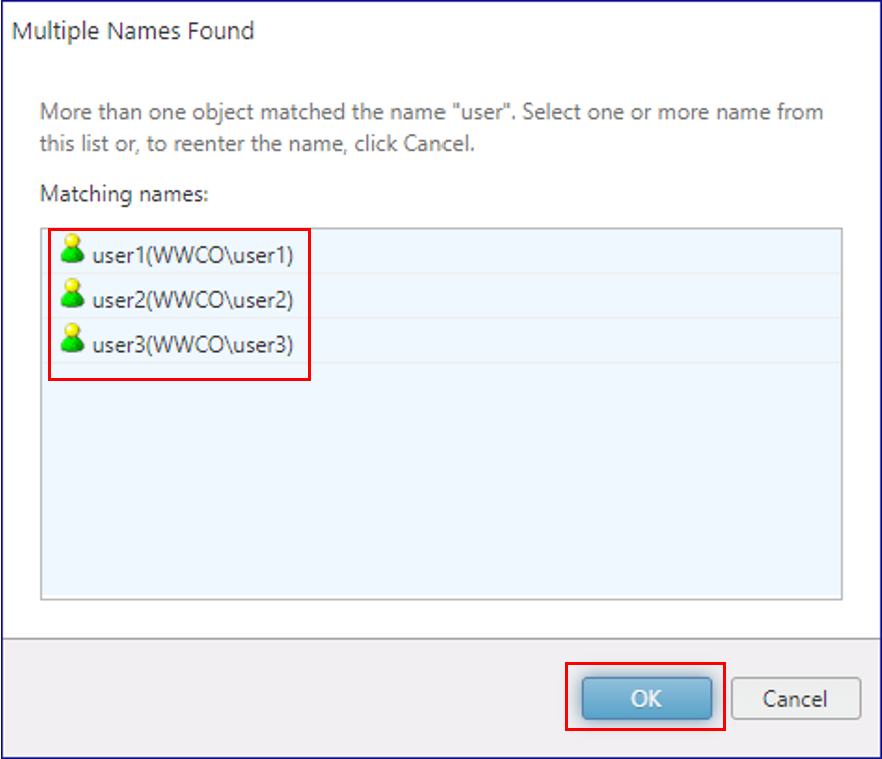 Multiple Names Found
More than one object matched the name "user". Select one or more name from
this list or, to reenter the name, click Cancel.
Matching names:
user1(WWCO\user1)
user2(WWCO\user2)
user3(WWCO\user3)
OK
Cancel